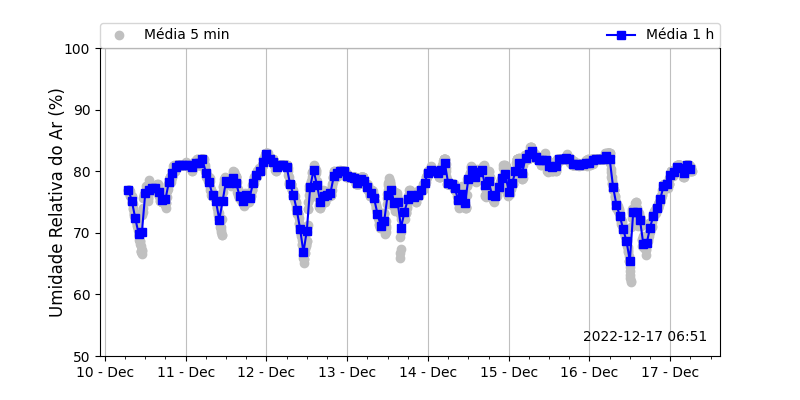 Média 5 min
Média 1 h
Umidade Relativa do Ar (%)
100
90
80
70
60
50
2022-12-17 06:51
10 - Dec
11 - Dec
12 - Dec
13 - Dec
14 - Dec
15 - Dec
16 - Dec
17 - Dec